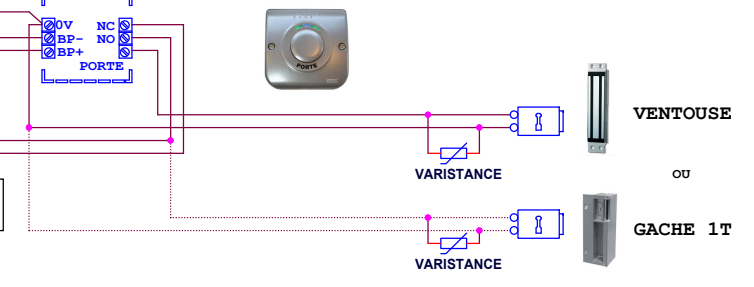 0V NC
BP- NO
BP+
PORTE
PORTE
VENTOUSE
VARISTANCE
OU
GACHE 1T
VARISTANCE